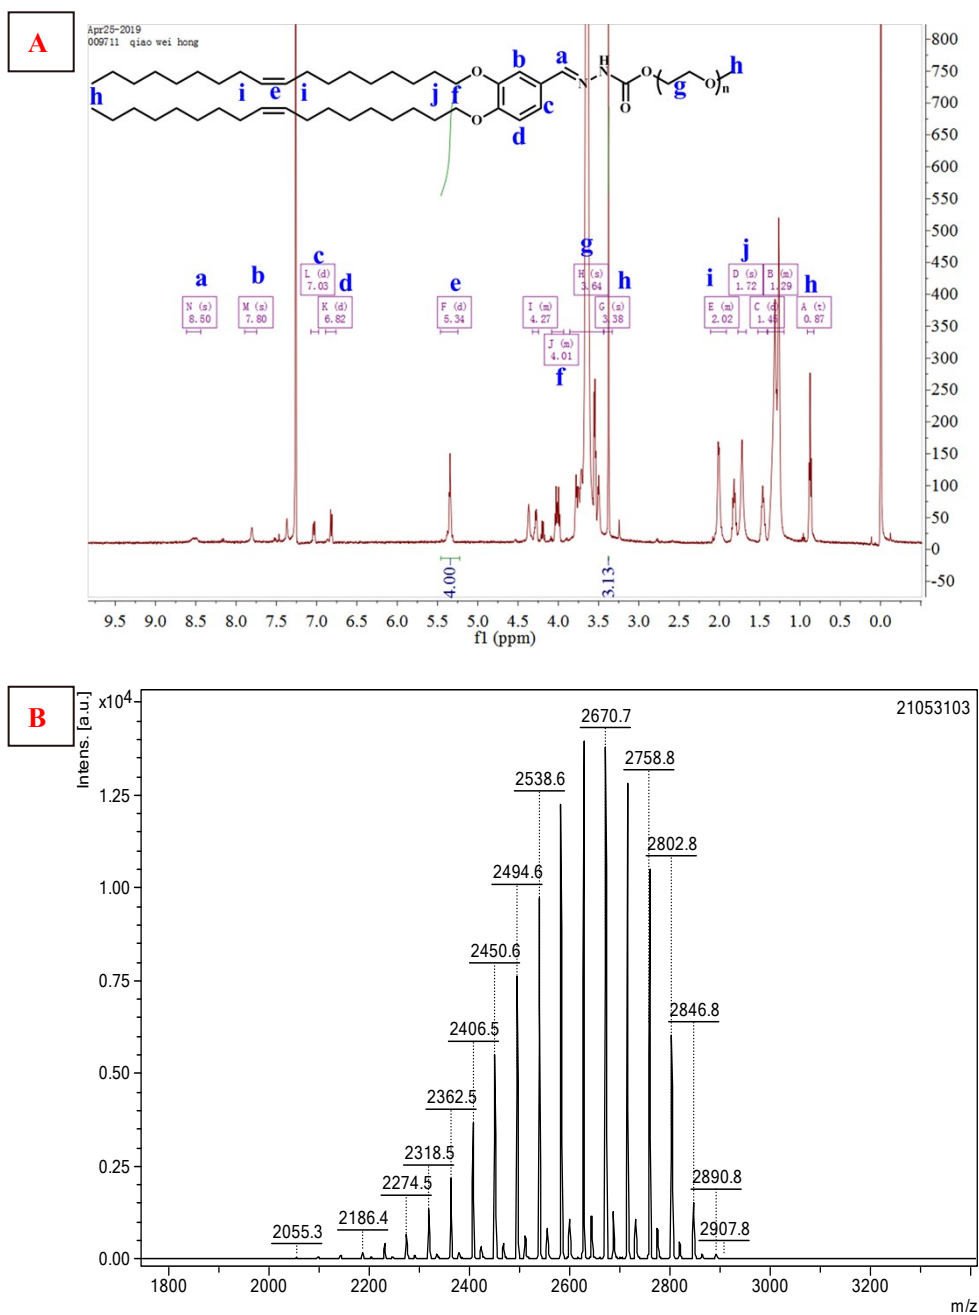 A
Apr25-2019
009711 qiao wei hong
h i e i j f b a h
O N NH O O O n g
c
d
a b c d e g h i j h
L (d)
7.03
H (s)
3.64
D (s)
1.72
B (m)
1.29
N (s)
8.50
M (s)
7.80
K (d)
6.82
F (d)
5.34
I (m)
4.27
G (s)
3.38
E (m)
2.02
C (d)
A (t)
0.87
J (m)
4.01
f
800
750
700
650
600
550
500
450
400
350
300
250
200
150
100
50
0
-50
4.00
3.13
9.5 9.0 8.5 8.0 7.5 7.0 6.5 6.0 5.5 5.0 4.5 4.0 3.5 3.0 2.5 2.0 1.5 1.0 0.5 0.0
f1 (ppm)
B
Intens. [a.u.]
x10⁴
21053103
2670.7
2758.8
2538.6
2802.8
2494.6
2450.6
2846.8
2406.5
2362.5
2318.5
2274.5
2890.8
2186.4
2907.8
2055.3
1.25
1.00
0.75
0.50
0.25
0.00
1800 2000 2200 2400 2600 2800 3000 3200
m/z